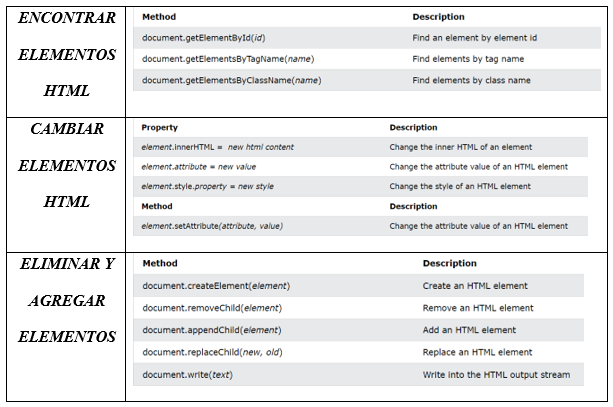 ENCONTRAR
ELEMENTOS
HTML
Method Description
document.getElementById(id) Find an element by element id
document.getElementsByTagName(name) Find elements by tag name
document.getElementsByClassName(name) Find elements by class name
CAMBIAR
ELEMENTOS
HTML
Property Description
element.innerHTML = new html content Change the inner HTML of an element
element.attribute = new value Change the attribute value of an HTML element
element.style.property = new style Change the style of an HTML element
Method Description
element.setAttribute(attribute, value) Change the attribute value of an HTML element
ELIMINAR Y
AGREGAR
ELEMENTOS
Method Description
document.createElement(element) Create an HTML element
document.removeChild(element) Remove an HTML element
document.appendChild(element) Add an HTML element
document.replaceChild(new, old) Replace an HTML element
document.write(text) Write into the HTML output stream